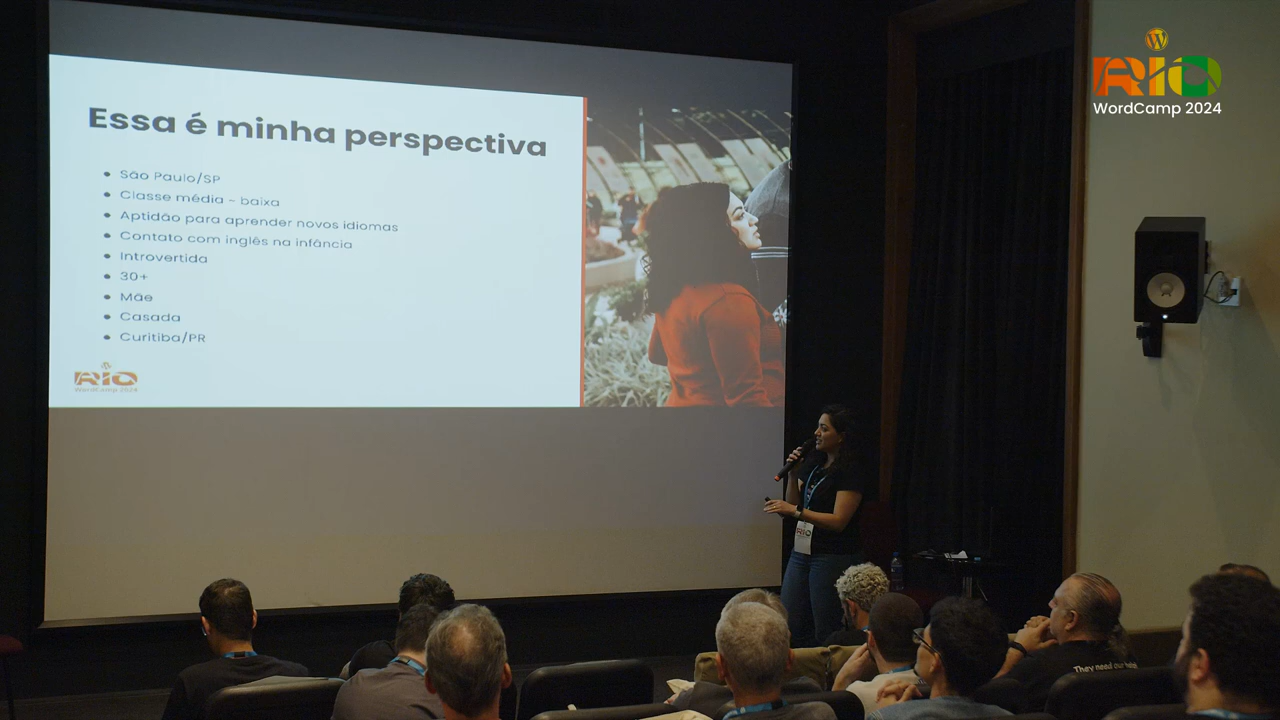 Essa é minha perspectiva
São Paulo/SP
Classe média - baixa
Aptidão para aprender novos idiomas
Contato com inglês na infância
Introvertida
30+
Mãe
Casada
Curitiba/PR
RIO
WordCamp 2024
RIO
WordCamp 2024
RIO
They need our help